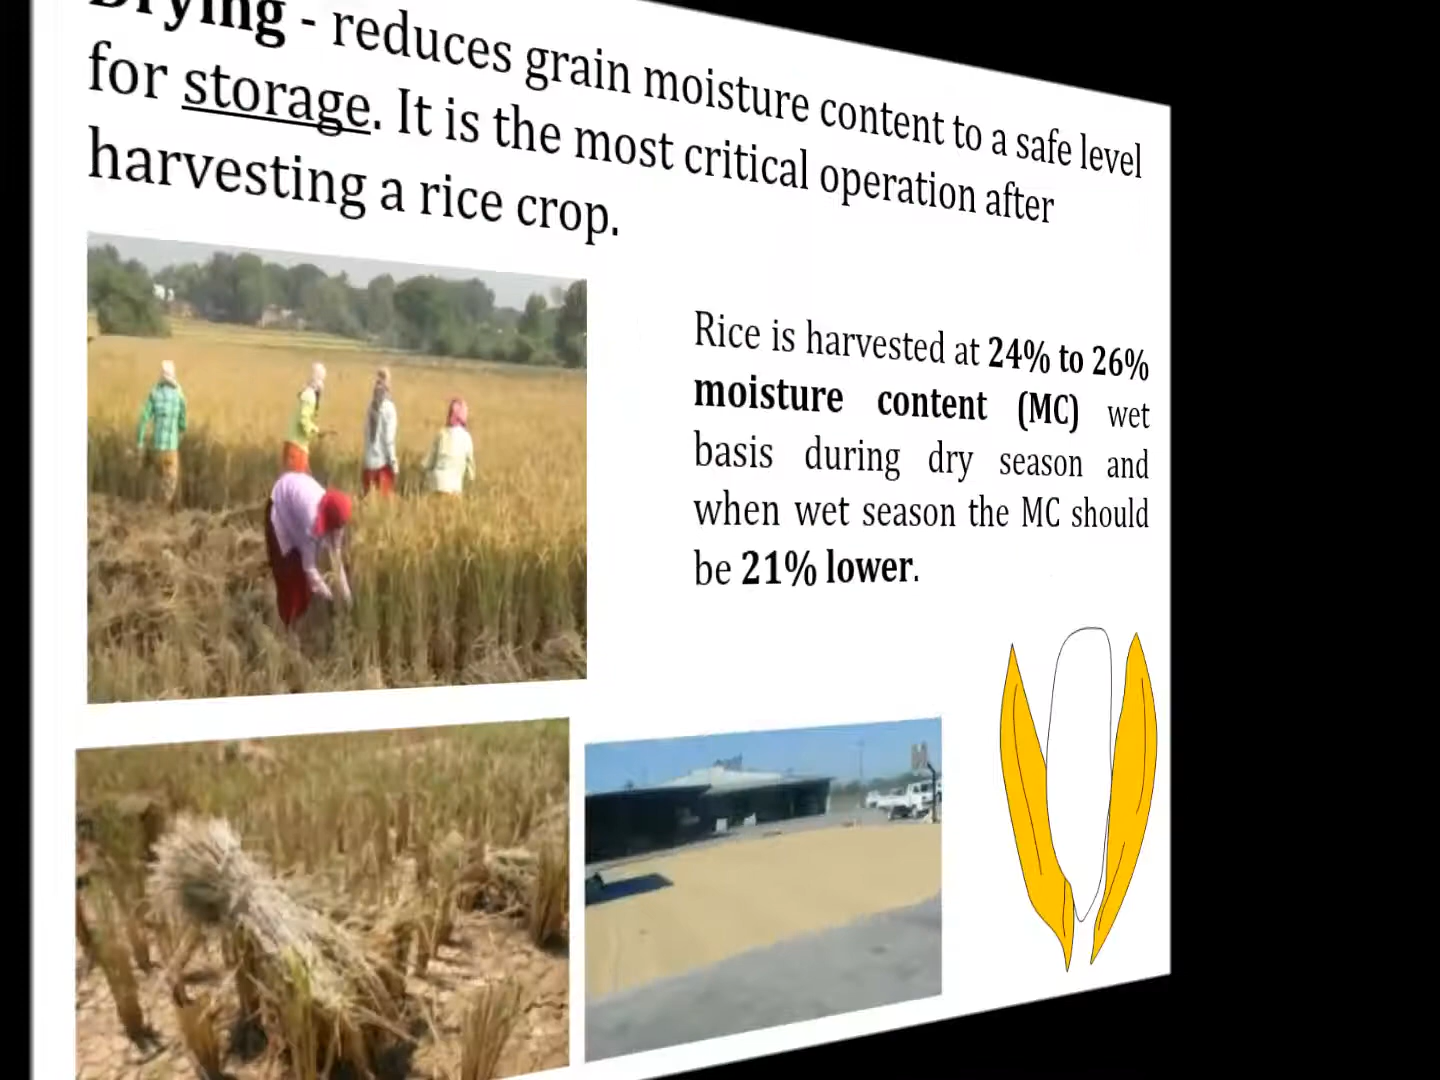 Drying - reduces grain moisture content to a safe level
for storage. It is the most critical operation after
harvesting a rice crop.
Rice is harvested at 24% to 26%
moisture content (MC) wet
basis during dry season and
when wet season the MC should
be 21% lower.